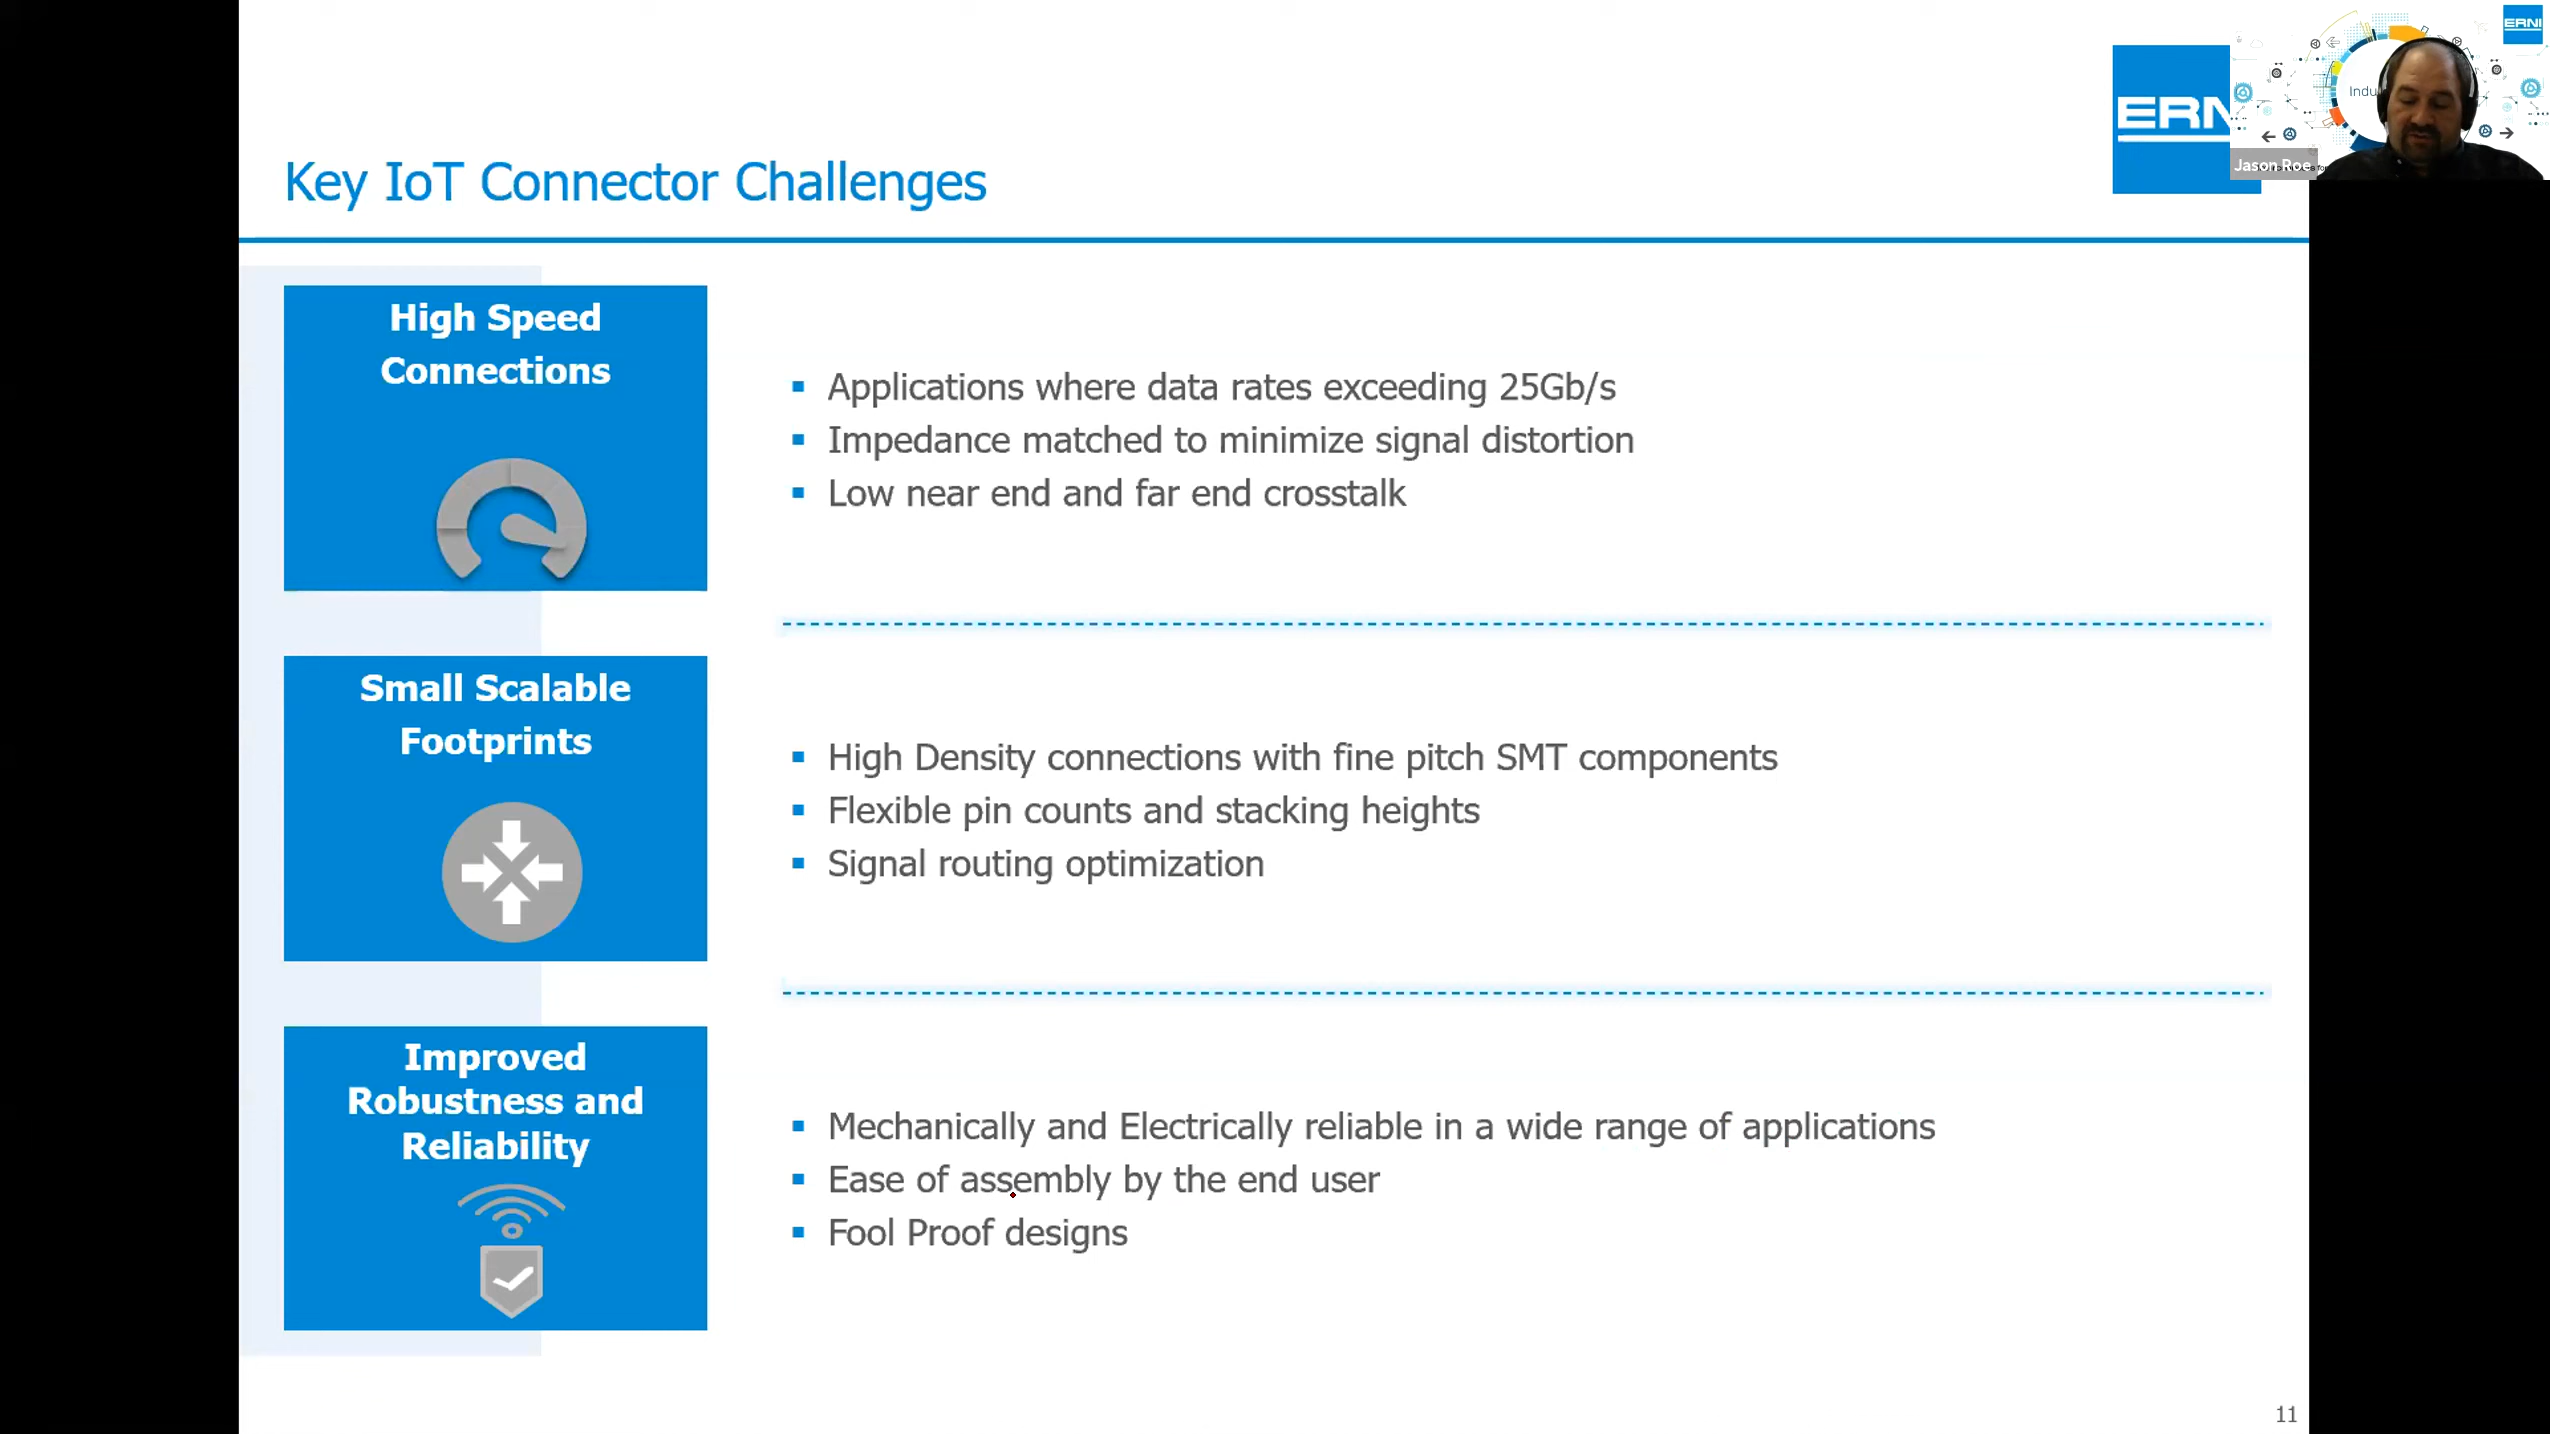 ERNI
ERN
Indu
Jason Roe
Key IoT Connector Challenges
High Speed
Connections
Applications where data rates exceeding 25Gb/s
Impedance matched to minimize signal distortion
Low near end and far end crosstalk
Small Scalable
Footprints
High Density connections with fine pitch SMT components
Flexible pin counts and stacking heights
Signal routing optimization
Improved
Robustness and
Reliability
Mechanically and Electrically reliable in a wide range of applications
Ease of assembly by the end user
Fool Proof designs
11